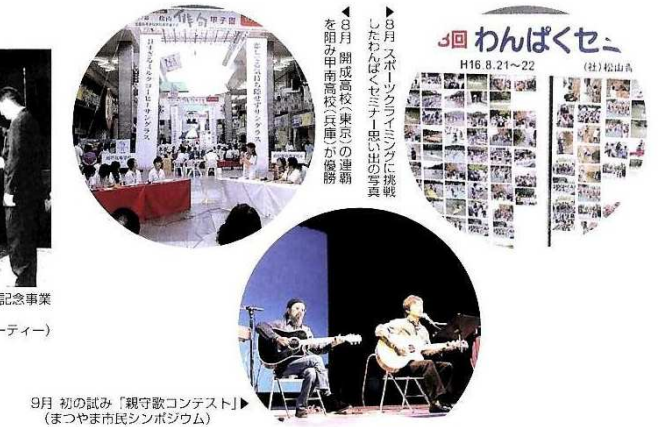 俳句甲子園
3回 わんぱくセミ
H16.8.21〜22
(社)松山青
▶8月 スポーツクライミングに挑戦
したわんぱくセミナー思い出の写真
◀8月 開成高校(東京)の連覇
を阻み甲南高校(兵庫)が優勝
記念事業
ーティー)
9月 初の試み「親守歌コンテスト」▶
(まつやま市民シンポジウム)